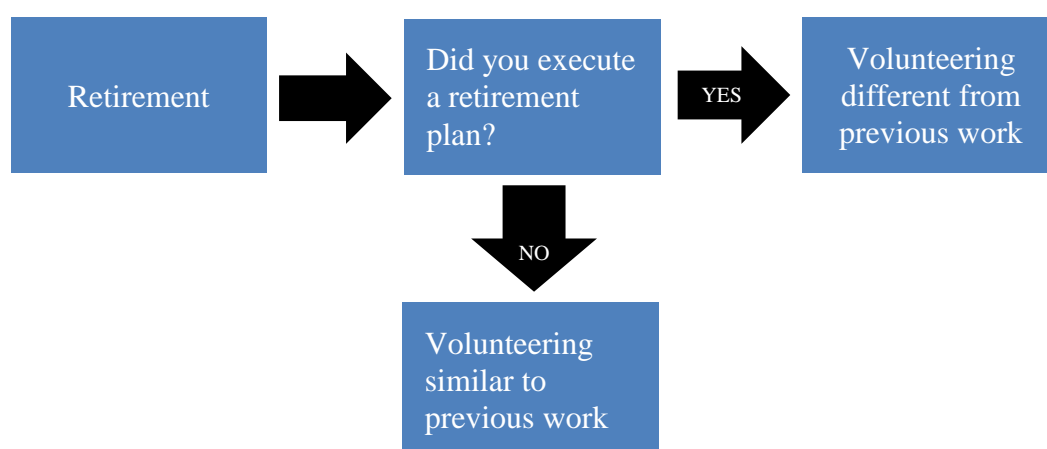 Retirement
Did you execute
a retirement
plan?
YES
Volunteering
different from
previous work
NO
Volunteering
similar to
previous work